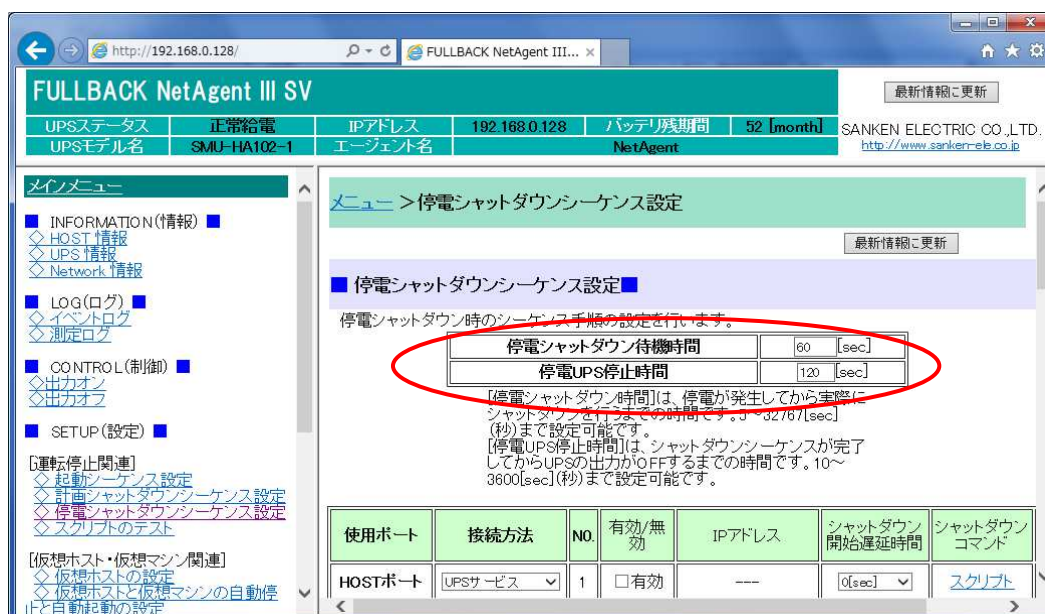 http://192.168.0.128/
FULLBACK NetAgent III...
FULLBACK NetAgent III SV
最新情報に更新
UPSステータス 正常給電 IPアドレス 192.168.0.128 バッテリ残期間 52 [month]
UPSモデル名 SMU-HA102-1 エージェント名 NetAgent
SANKEN ELECTRIC CO.,LTD.
http://www.sanken-ele.co.jp
メインメニュー
■ INFORMATION(情報) ■
◇ HOST 情報
◇ UPS 情報
◇ Network 情報
■ LOG(ログ) ■
◇ イベントログ
◇ 測定ログ
■ CONTROL(制御) ■
◇出力オン
◇出力オフ
■ SETUP(設定) ■
[運転停止関連]
◇ 起動シーケンス設定
◇ 計画シャットダウンシーケンス設定
◇ 停電シャットダウンシーケンス設定
◇ スクリプトのテスト
[仮想ホスト・仮想マシン関連]
◇ 仮想ホストの設定
◇ 仮想ホストと仮想マシンの自動停
止と自動起動の設定
メニュー >停電シャットダウンシーケンス設定
最新情報に更新
■ 停電シャットダウンシーケンス設定■
停電シャットダウン時のシーケンス手順の設定を行います。
停電シャットダウン待機時間 60 [sec]
停電UPS停止時間 120 [sec]
[停電シャットダウン時間]は、停電が発生してから実際に
シャットダウンを行うまでの時間です。~32767[sec]
(秒)まで設定可能です。
[停電UPS停止時間]は、シャットダウンシーケンスが完了
してからUPSの出力がOFFするまでの時間です。10~
3600[sec](秒)まで設定可能です。
使用ポート 接続方法 NO. 有効/無効 IPアドレス シャットダウン開始遅延時間 シャットダウンコマンド
HOSTポート UPSサービス 1 □有効 --- 0[sec] スクリプト